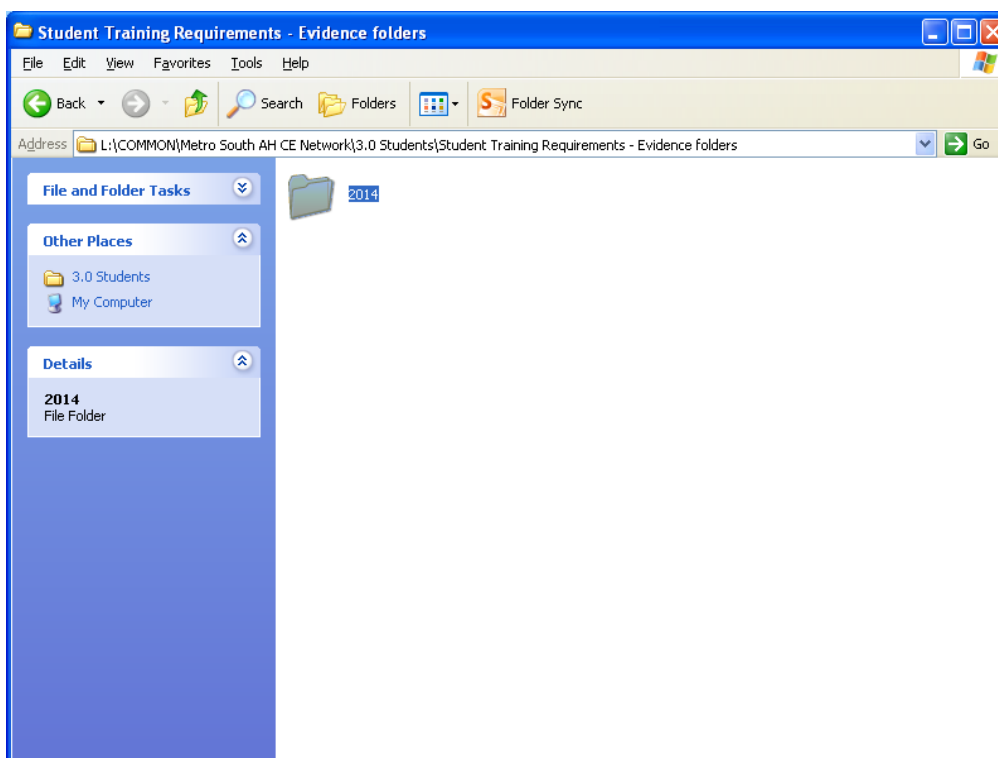 Student Training Requirements - Evidence folders
File Edit View Favorites Tools Help
Back Search Folders Folder Sync
Address L:\COMMON\Metro South AH CE Network\3.0 Students\Student Training Requirements - Evidence folders Go
File and Folder Tasks
2014
Other Places
3.0 Students
My Computer
Details
2014
File Folder